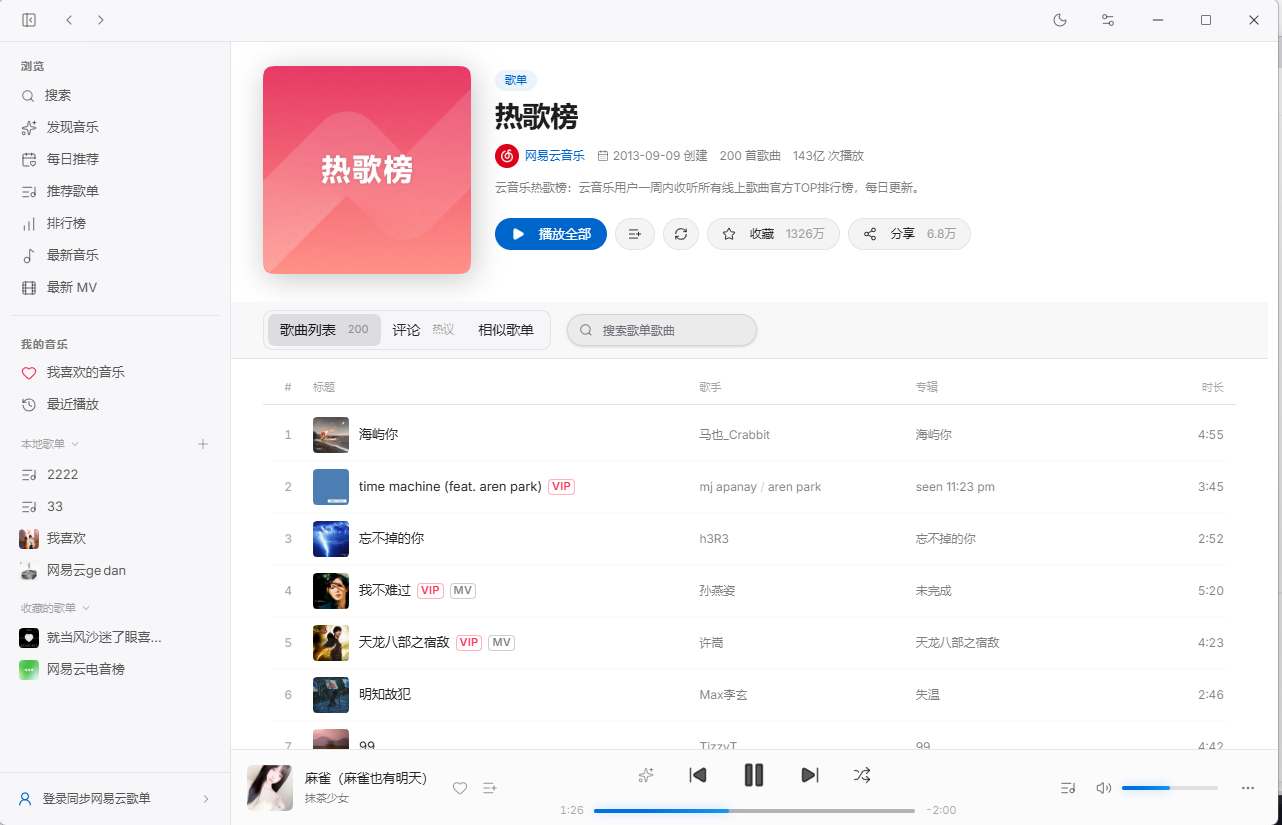 浏览
搜索
发现音乐
每日推荐
推荐歌单
排行榜
最新音乐
最新 MV
我的音乐
我喜欢的音乐
最近播放
本地歌单
2222
33
我喜欢
网易云ge dan
收藏的歌单
就当风沙迷了眼喜...
网易云电音榜
登录同步网易云歌单
热歌榜
歌单
热歌榜
网易云音乐 2013-09-09 创建 200 首歌曲 143亿 次播放
云音乐热歌榜：云音乐用户一周内收听所有线上歌曲官方TOP排行榜，每日更新。
播放全部 收藏 1326万 分享 6.8万
歌曲列表 200 评论 热议 相似歌单 搜索歌单歌曲
# 标题 歌手 专辑 时长
1 海屿你 马也_Crabbit 海屿你 4:55
2 time machine (feat. aren park) VIP mj apanay / aren park seen 11:23 pm 3:45
3 忘不掉的你 h3R3 忘不掉的你 2:52
4 我不难过 VIP MV 孙燕姿 未完成 5:20
5 天龙八部之宿敌 VIP MV 许嵩 天龙八部之宿敌 4:23
6 明知故犯 Max李玄 失温 2:46
7 99 TizzyT 99 4:42
麻雀（麻雀也有明天）
抹茶少女
1:26 -2:00